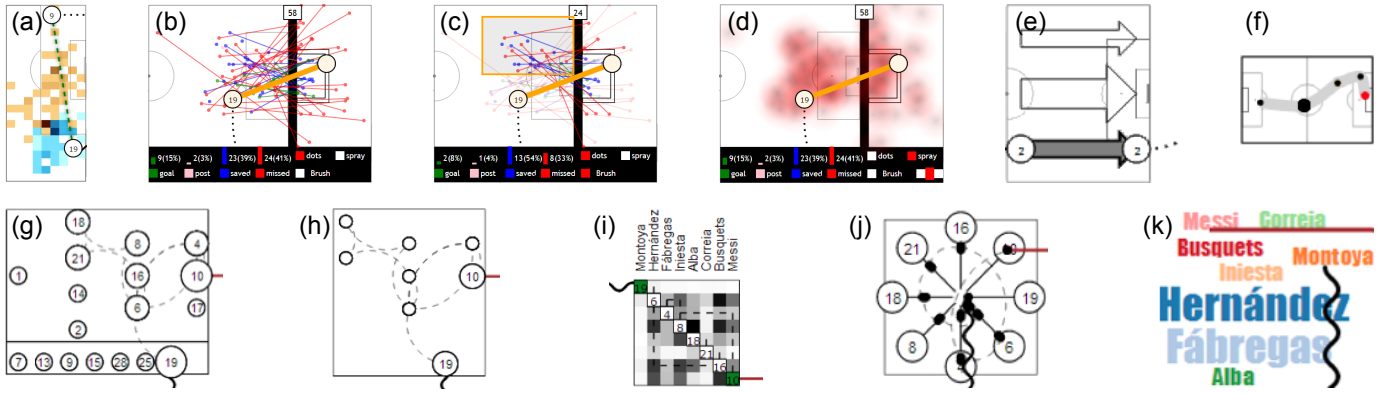 (a)
9
19
(b)
58
19
9(15%) 2(3%) 23(39%) 24(41%) dots spray
goal post saved missed Brush
(c)
24
19
2(8%) 1(4%) 13(54%) 8(33%) dots spray
goal post saved missed Brush
(d)
58
19
9(15%) 2(3%) 23(39%) 24(41%) dots spray
goal post saved missed Brush
(e)
2 2
(f)
(g)
18 8 4
21
1 16 10
14
6 17
2
7 13 9 15 28 25 19
(h)
10
19
(i)
Montoya
Hernández
Fábregas
Iniesta
Alba
Correia
Busquets
Messi
19
6
4
8
18
21
16
10
(j)
16
21
18 19
8 6
(k)
Messi Correia
Busquets
Montoya
Iniesta
Hernández
Fábregas
Alba